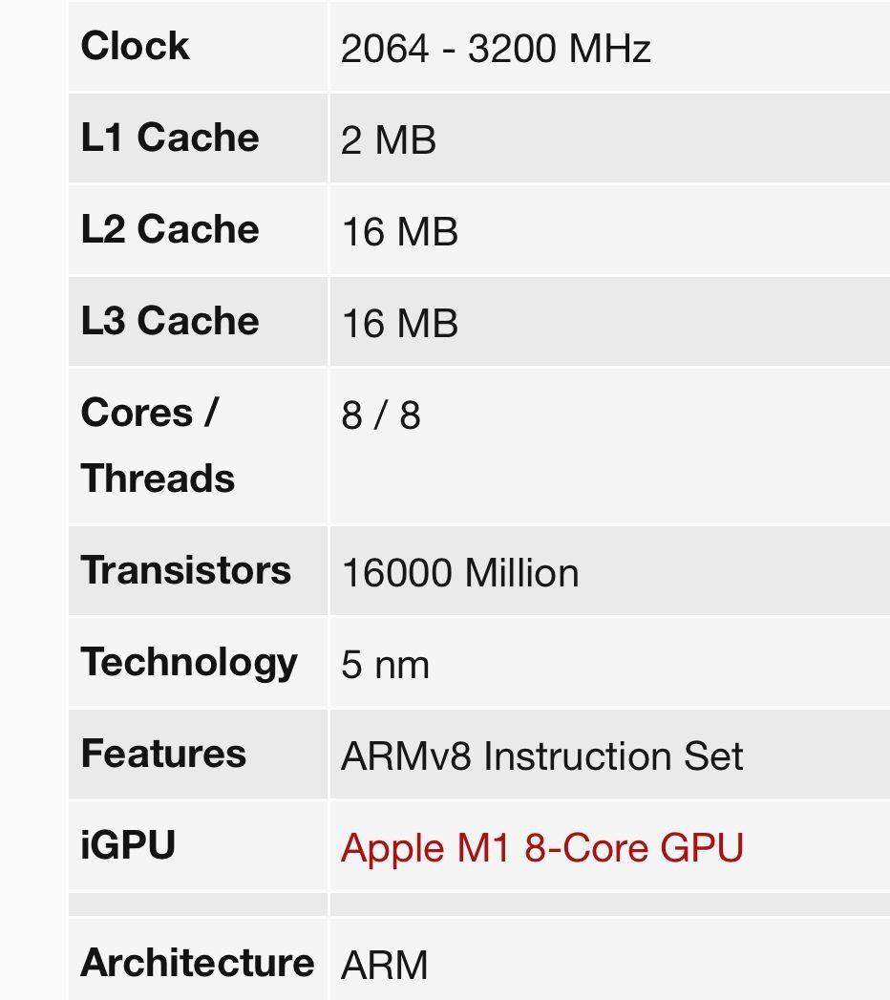 Clock 2064 - 3200 MHz
L1 Cache 2 MB
L2 Cache 16 MB
L3 Cache 16 MB
Cores / 8 / 8
Threads
Transistors 16000 Million
Technology 5 nm
Features ARMv8 Instruction Set
iGPU Apple M1 8-Core GPU
Architecture ARM